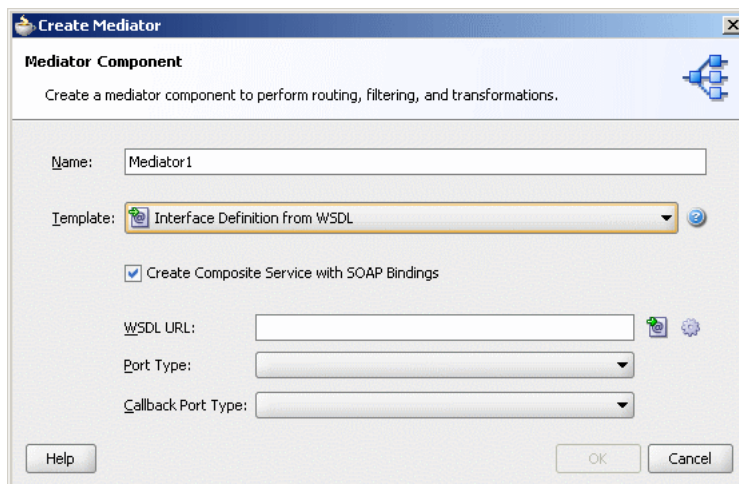 Create Mediator
Mediator Component
Create a mediator component to perform routing, filtering, and transformations.
Name: Mediator1
Template: Interface Definition from WSDL
Create Composite Service with SOAP Bindings
WSDL URL:
Port Type:
Callback Port Type:
Help OK Cancel